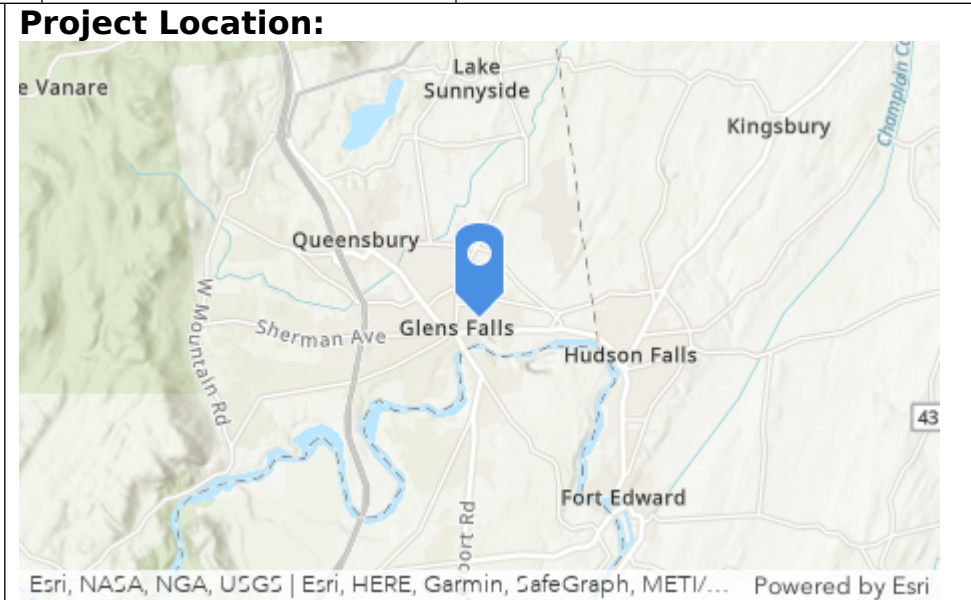 Project Location:
e Vanare
Lake
Sunnyside
Kingsbury
Champlain Ca
Queensbury
W Mountain Rd
Sherman Ave
Glens Falls
Hudson Falls
43
Fort Edward
port Rd
Esri, NASA, NGA, USGS | Esri, HERE, Garmin, SafeGraph, METI/... Powered by Esri